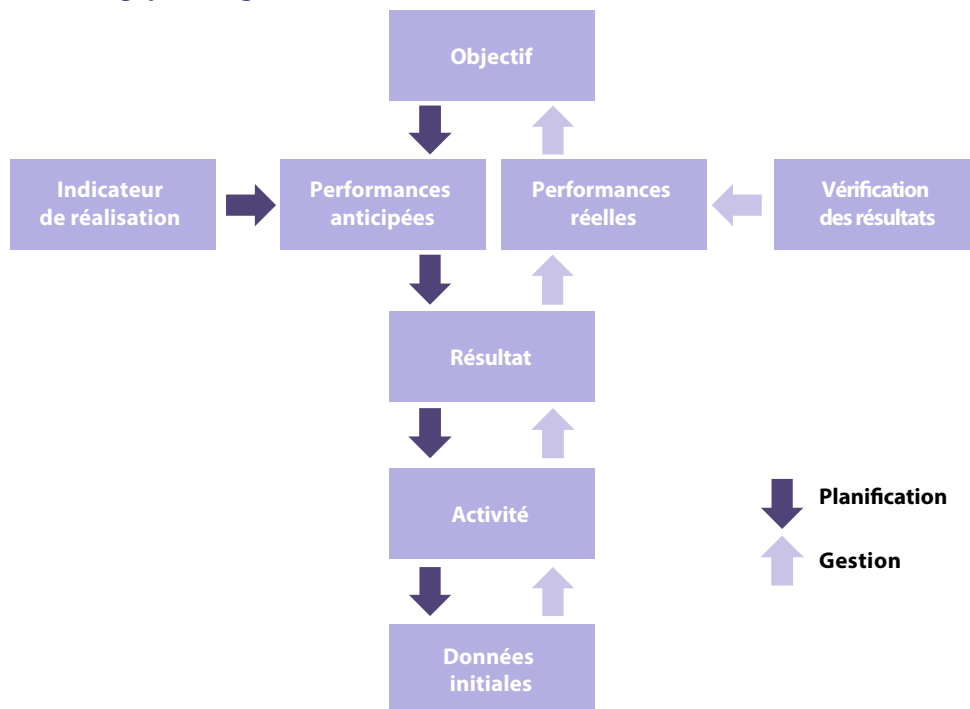 Objectif
Indicateur
de réalisation
Performances
anticipées
Performances
réelles
Vérification
des résultats
Résultat
Activité
Planification
Gestion
Données
initiales